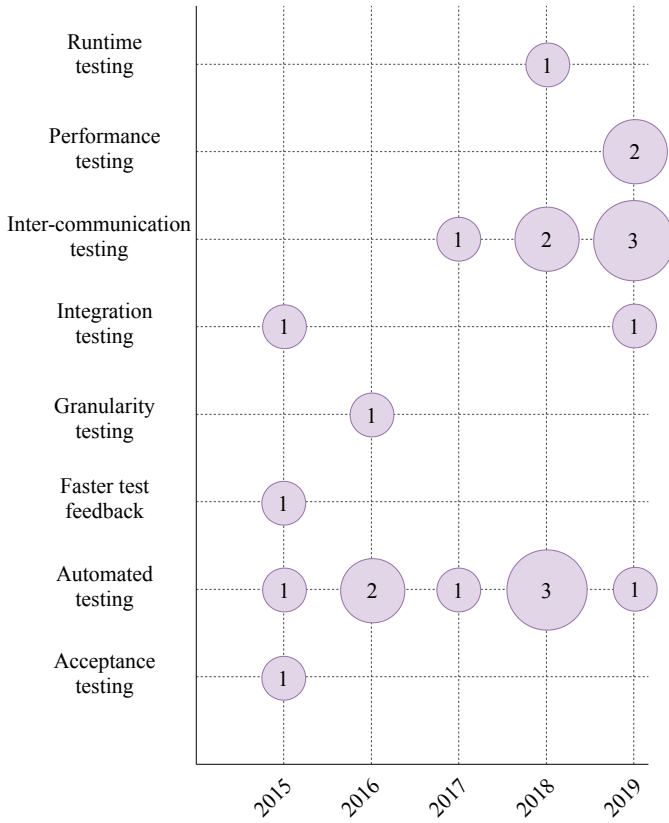 Runtime
testing
1
Performance
testing
2
Inter-communication
testing
1 2 3
Integration
testing
1 1
Granularity
testing
1
Faster test
feedback
1
Automated
testing
1 2 1 3 1
Acceptance
testing
1
2015 2016 2017 2018 2019